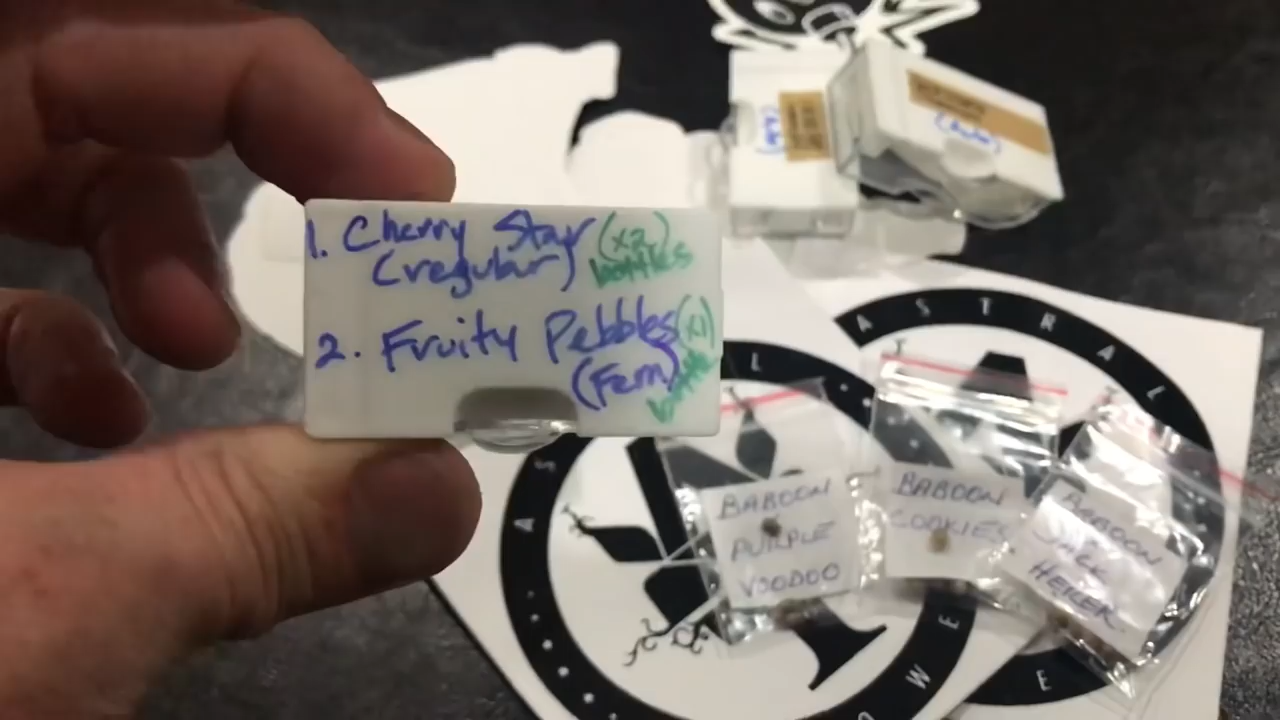 1. Cherry Star (x2)
(regular) bottles
2. Fruity Pebbles (x1)
(Fem) bottle
(Auto)
ASTRAL
BABOON
PURPLE
VOODOO
BABOON
COOKIES
BABOON
JACK
HERER.